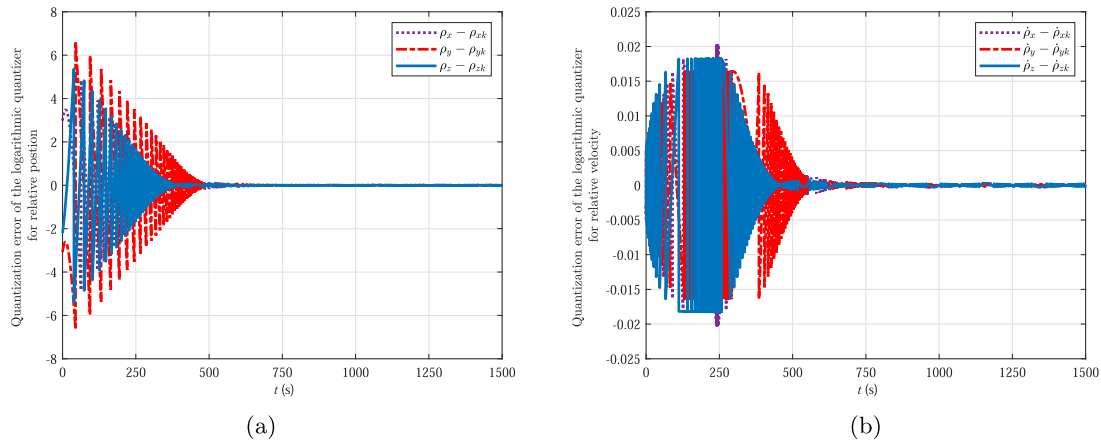 Quantization error of the logarithmic quantizer
for relative postion
8
6
4
2
0
-2
-4
-6
-8
0
250
500
750
1000
1250
1500
t (s)
ρx − ρxk
ρy − ρyk
ρz − ρzk
(a)
Quantization error of the logarithmic quantizer
for relative velocity
0.025
0.02
0.015
0.01
0.005
0
-0.005
-0.01
-0.015
-0.02
-0.025
0
250
500
750
1000
1250
1500
t (s)
ρ̇x − ρ̇xk
ρ̇y − ρ̇yk
ρ̇z − ρ̇zk
(b)